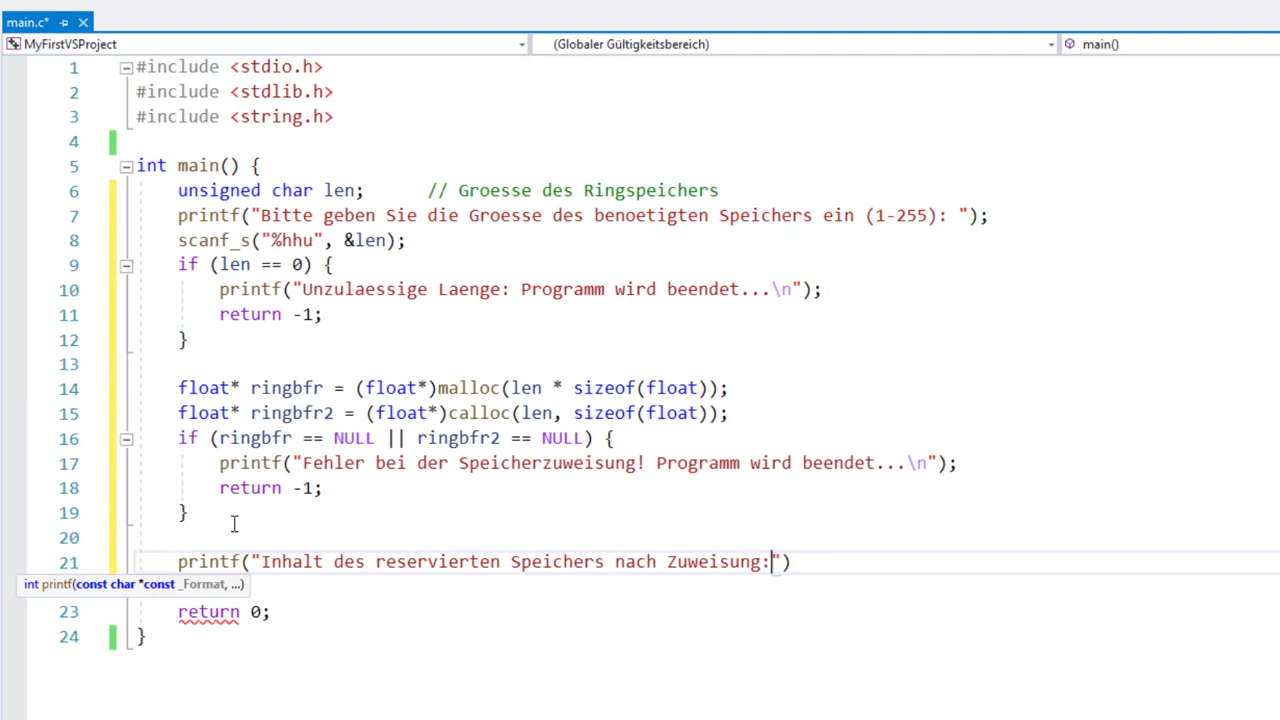 main.c*
MyFirstVSProject (Globaler Gültigkeitsbereich) main()
1 #include <stdio.h>
2 #include <stdlib.h>
3 #include <string.h>
4
5 int main() {
6 unsigned char len; // Groesse des Ringspeichers
7 printf("Bitte geben Sie die Groesse des benoetigten Speichers ein (1-255): ");
8 scanf_s("%hhu", &len);
9 if (len == 0) {
10 printf("Unzulaessige Laenge: Programm wird beendet...\n");
11 return -1;
12 }
13
14 float* ringbfr = (float*)malloc(len * sizeof(float));
15 float* ringbfr2 = (float*)calloc(len, sizeof(float));
16 if (ringbfr == NULL || ringbfr2 == NULL) {
17 printf("Fehler bei der Speicherzuweisung! Programm wird beendet...\n");
18 return -1;
19 }
20
21 printf("Inhalt des reservierten Speichers nach Zuweisung:")
int printf(const char *const _Format, ...)
23 return 0;
24 }